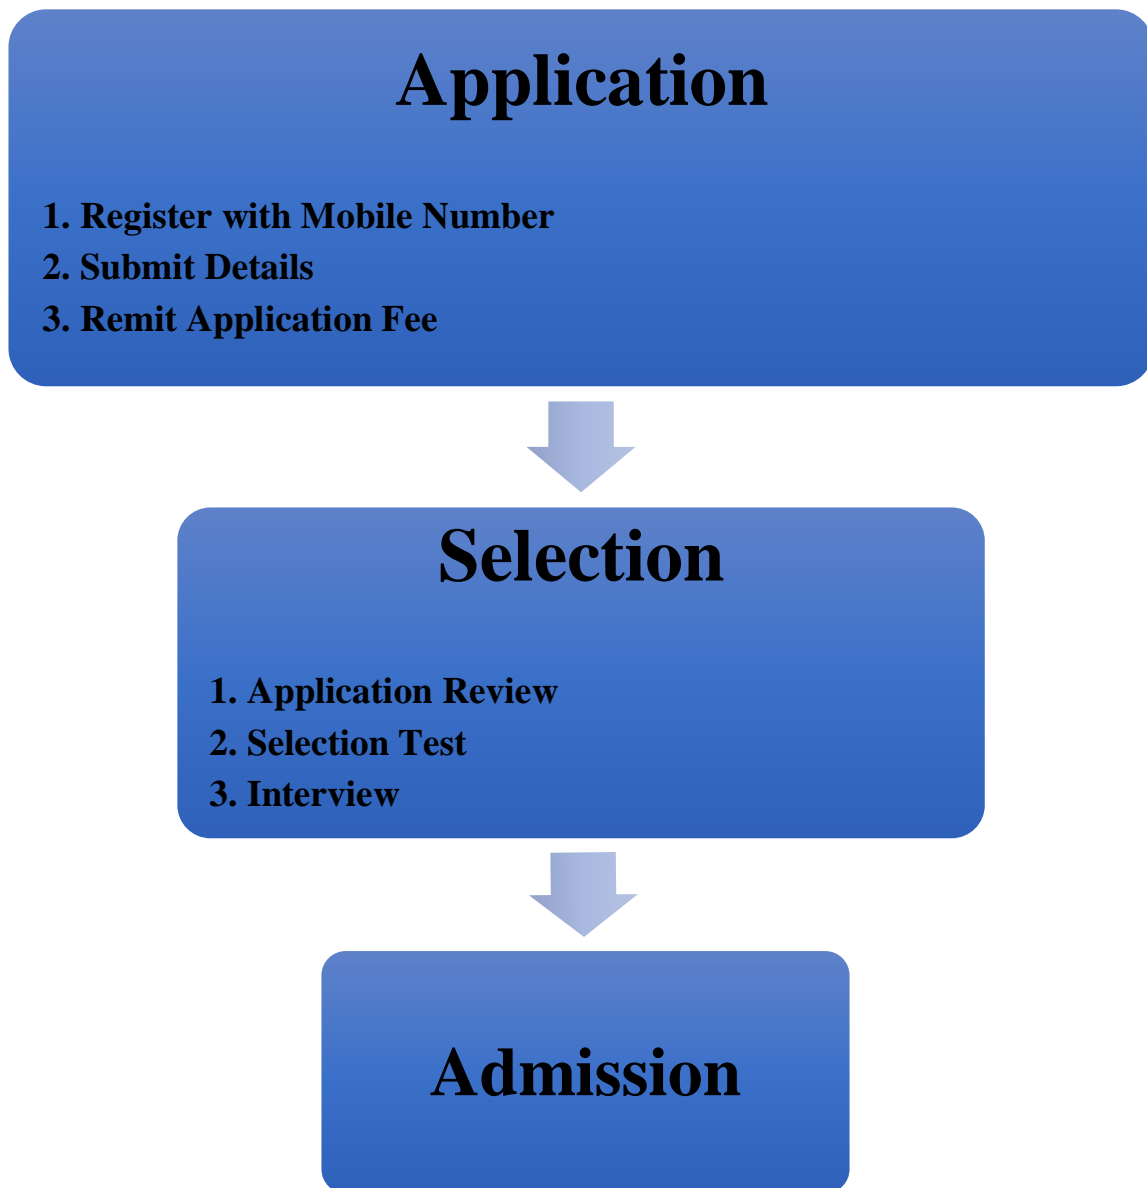 Application
1. Register with Mobile Number
2. Submit Details
3. Remit Application Fee
Selection
1. Application Review
2. Selection Test
3. Interview
Admission